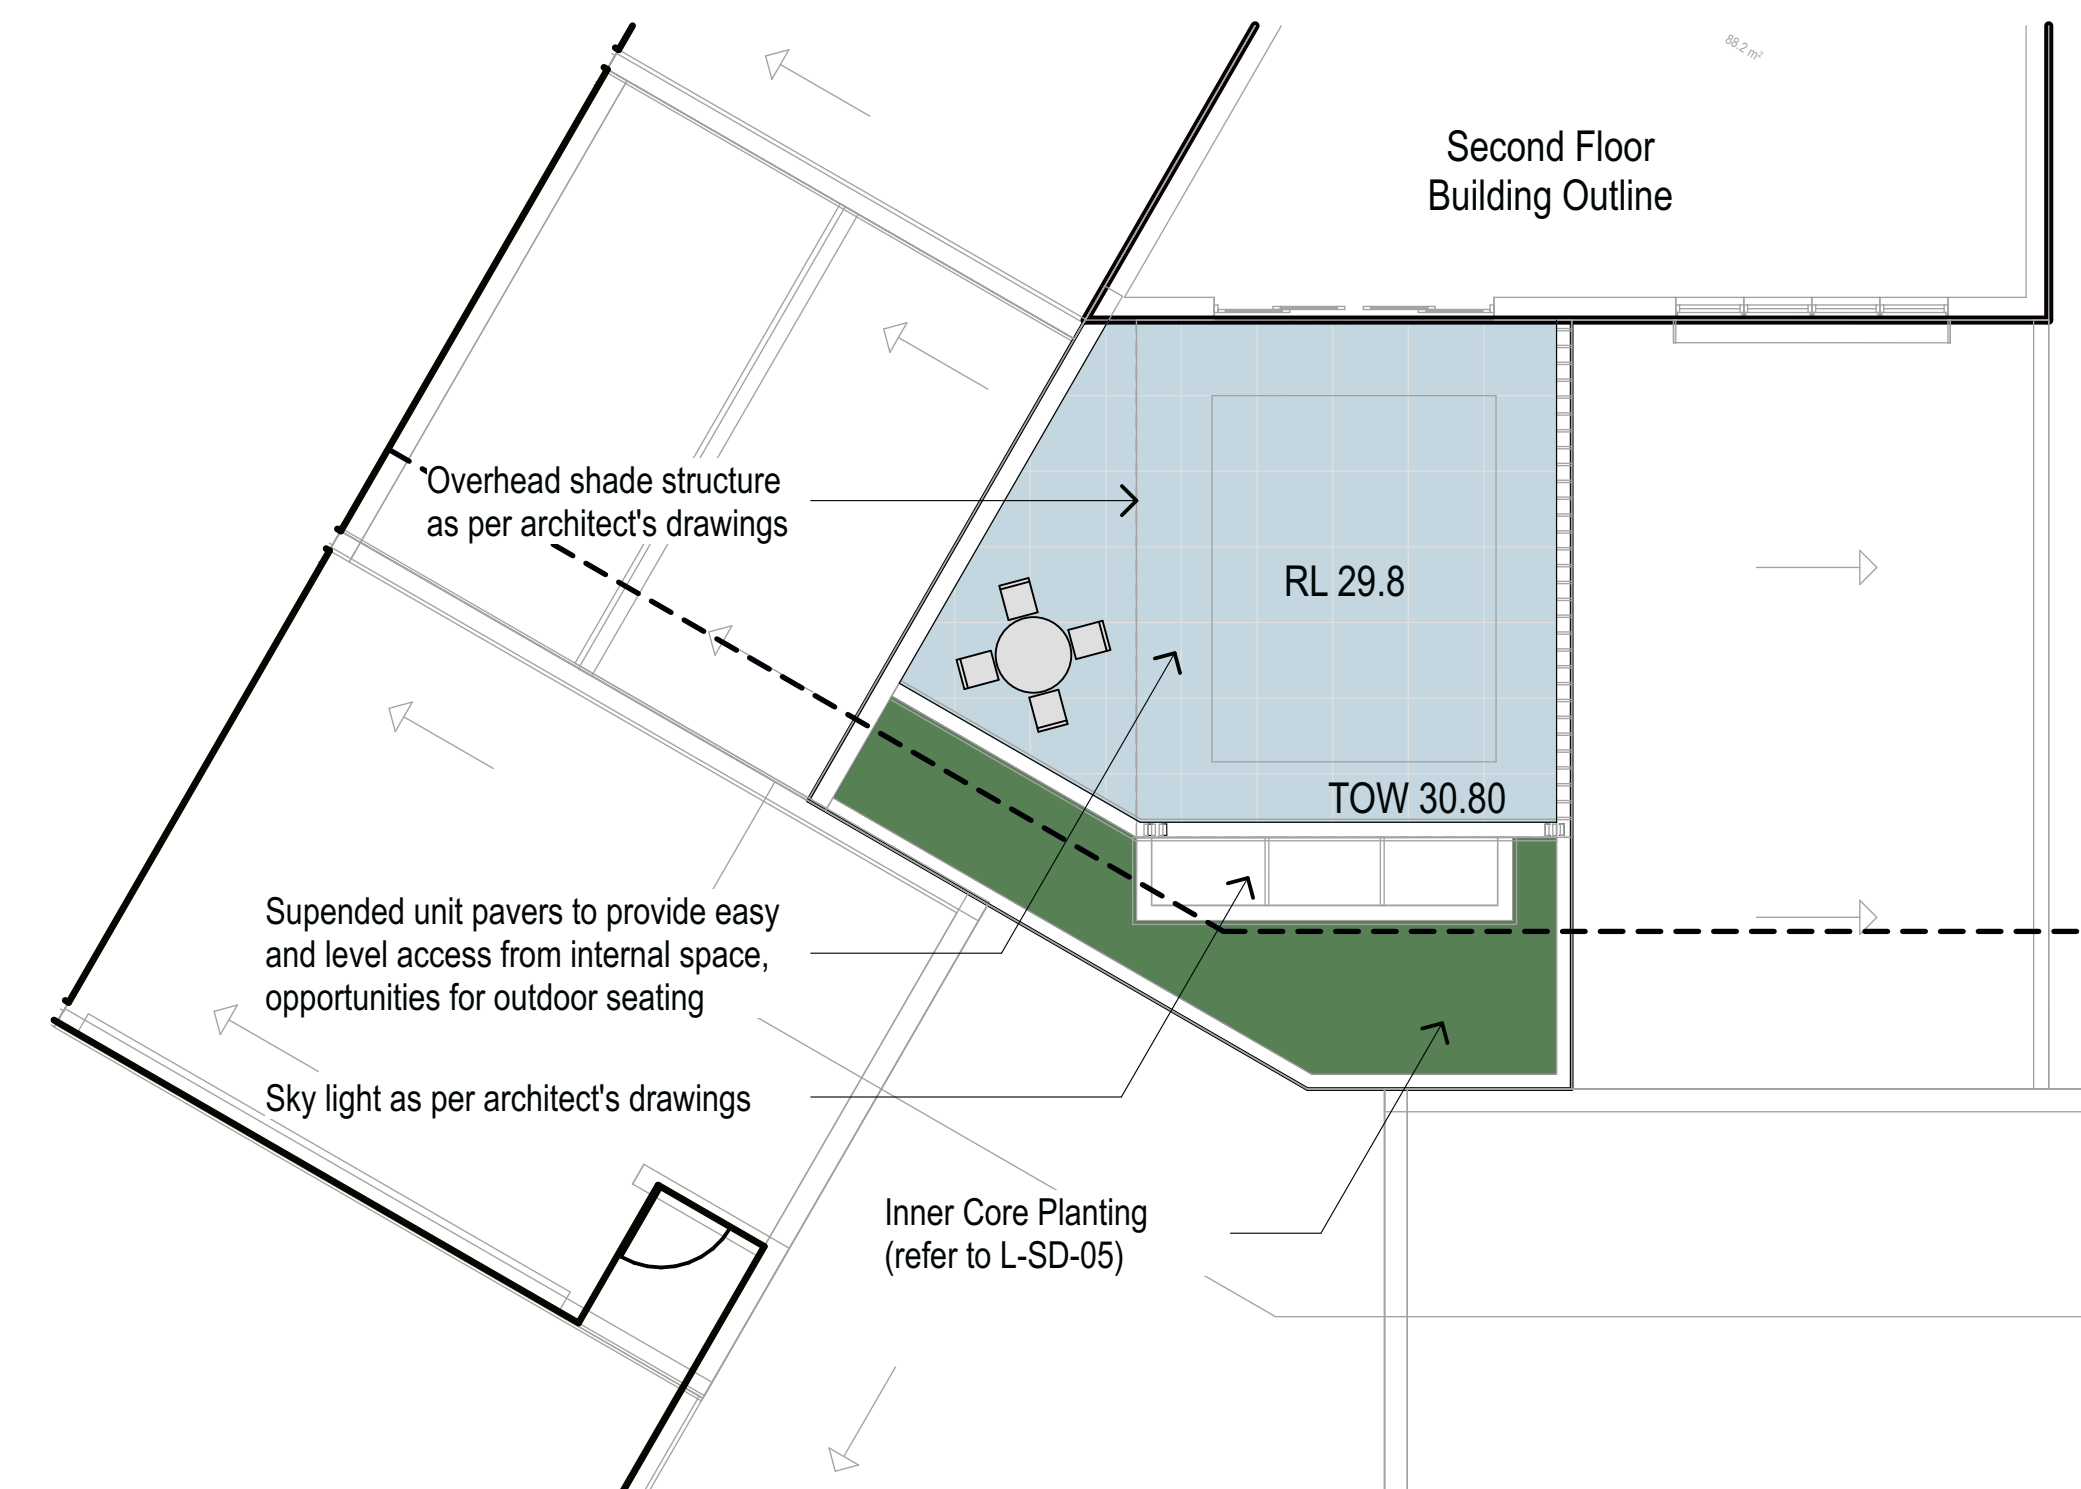 88.2 m²
Second Floor
Building Outline
Overhead shade structure
as per architect's drawings
RL 29.8
TOW 30.80
Supended unit pavers to provide easy
and level access from internal space,
opportunities for outdoor seating
Sky light as per architect's drawings
Inner Core Planting
(refer to L-SD-05)